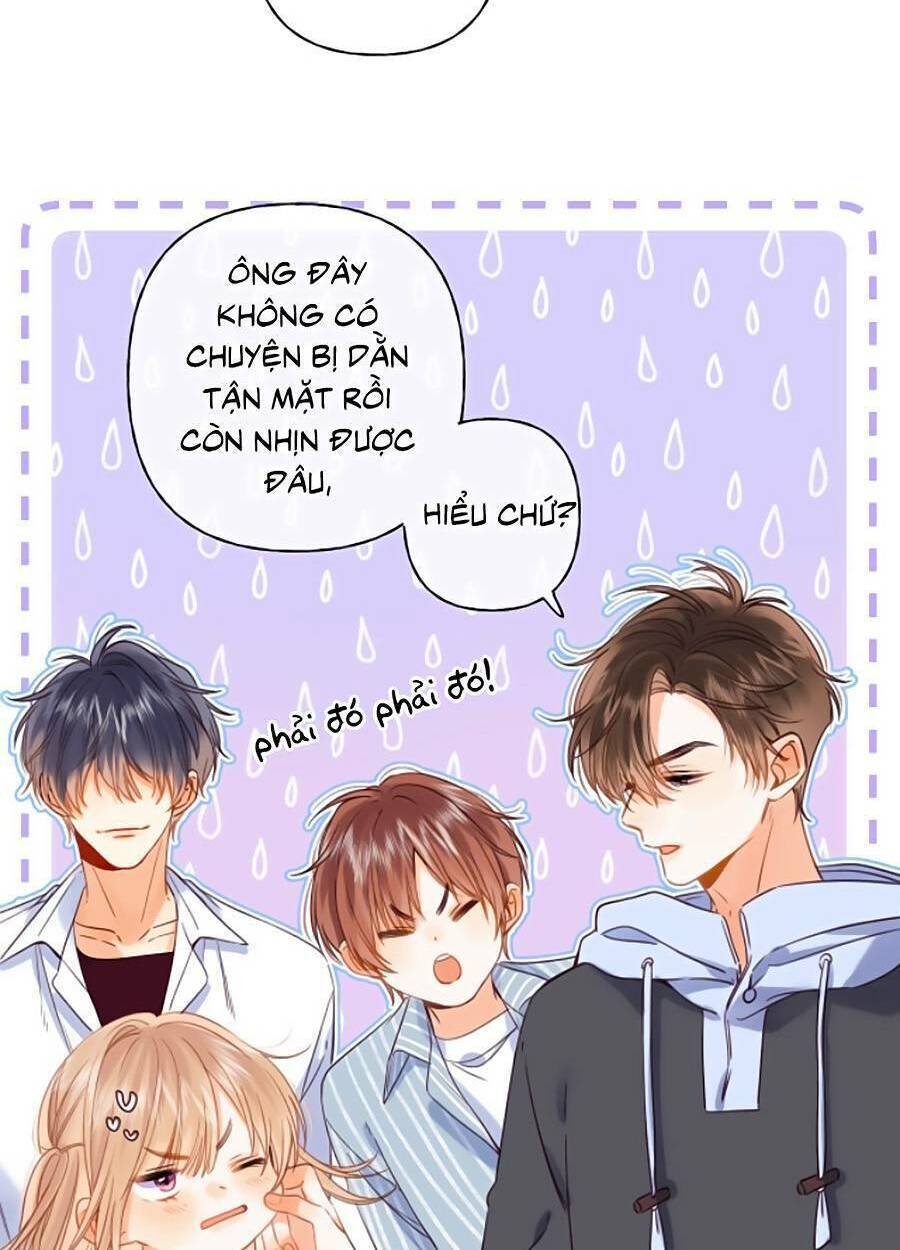 ÔNG ĐÂY
KHÔNG CÓ
CHUYỆN BỊ DẰN
TẬN MẶT RỒI
CÒN NHỊN ĐƯỢC
ĐÂU,
HIỂU CHỨ?
phải đó phải đó!